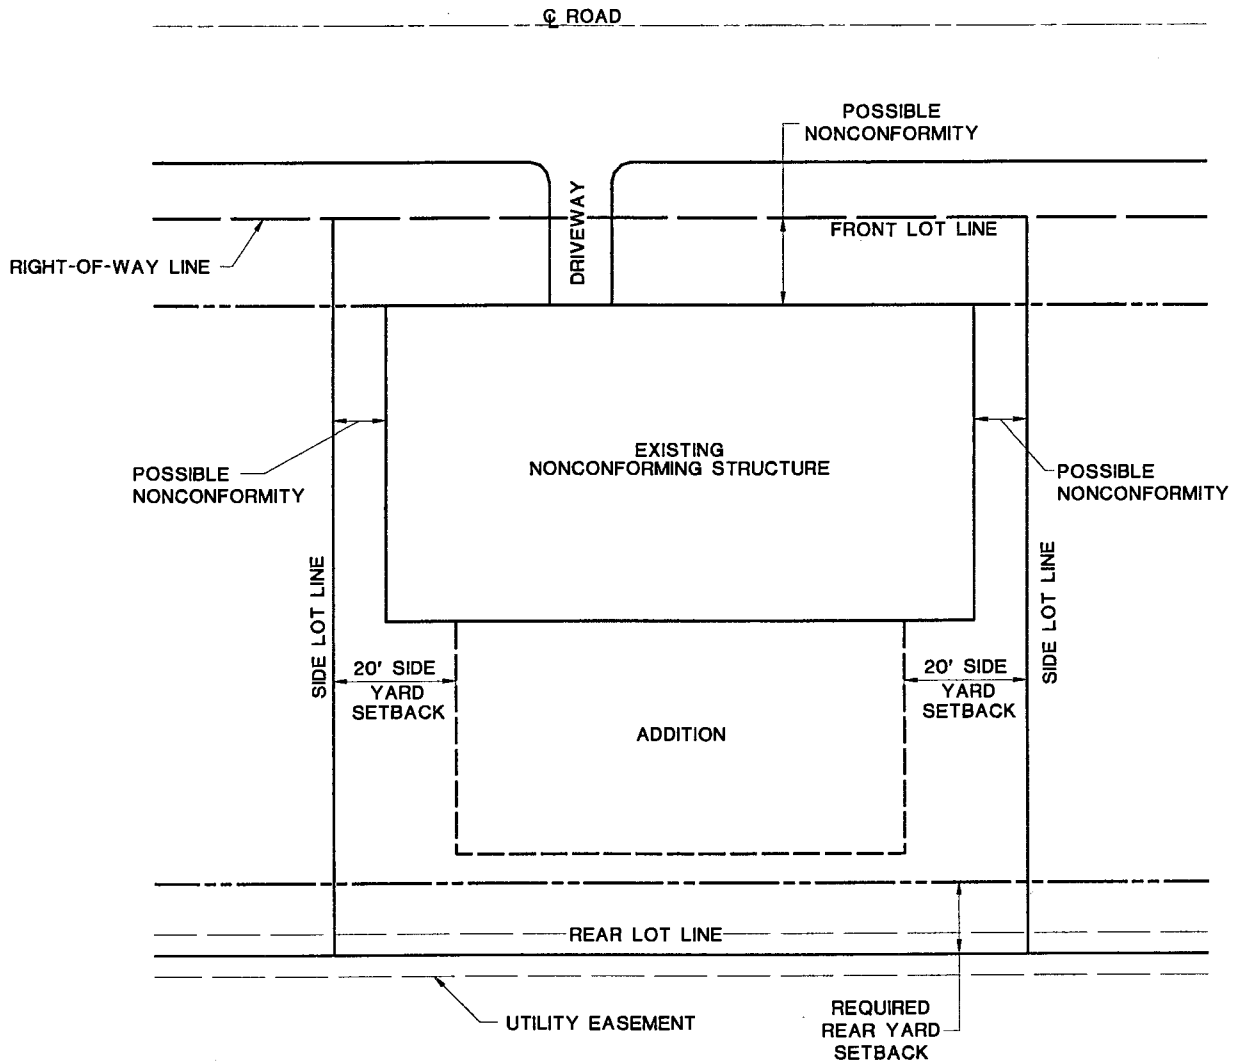 ℄ ROAD
POSSIBLE
NONCONFORMITY
DRIVEWAY
FRONT LOT LINE
RIGHT-OF-WAY LINE
EXISTING
NONCONFORMING STRUCTURE
POSSIBLE
NONCONFORMITY
POSSIBLE
NONCONFORMITY
SIDE LOT LINE
SIDE LOT LINE
20' SIDE
YARD
SETBACK
20' SIDE
YARD
SETBACK
ADDITION
REAR LOT LINE
UTILITY EASEMENT
REQUIRED
REAR YARD
SETBACK